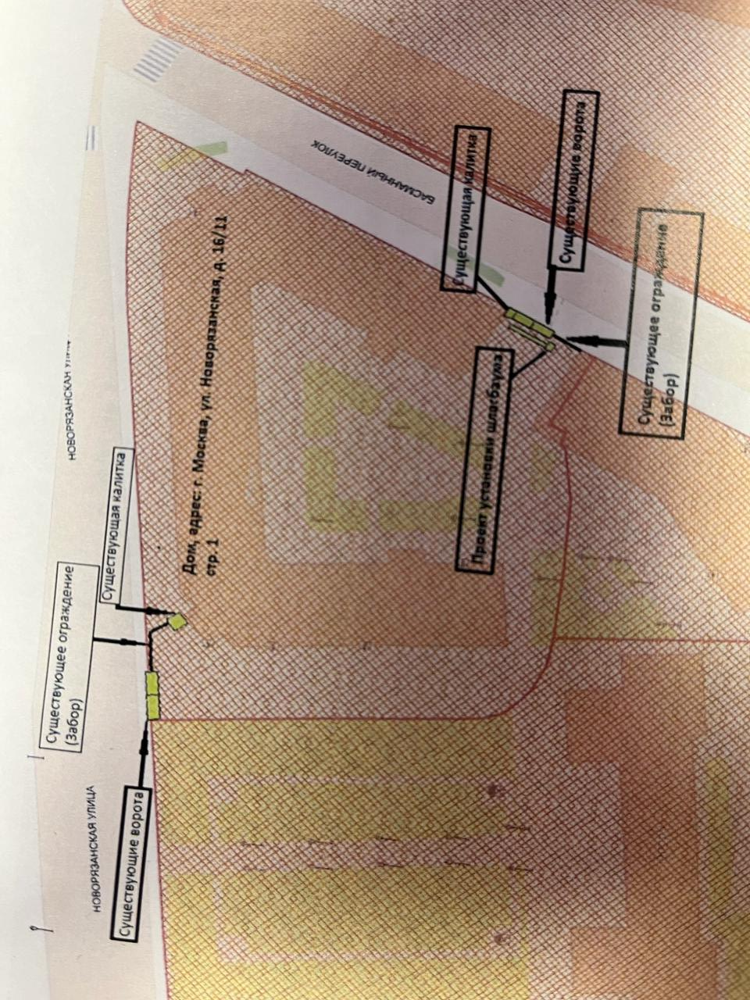 НОВОРЯЗАНСКАЯ УЛИЦА
НОВОРЯЗАНСКАЯ
Существующее ограждение
(Забор)
Существующая калитка
Существующие ворота
Дом, адрес: г. Москва, ул. Новорязанская, д. 16/11
стр. 1
БАСМАННЫЙ ПЕРЕУЛОК
Существующая калитка
Проект установки шлагбаума
Существующие ворота
Существующее ограждение
(Забор)